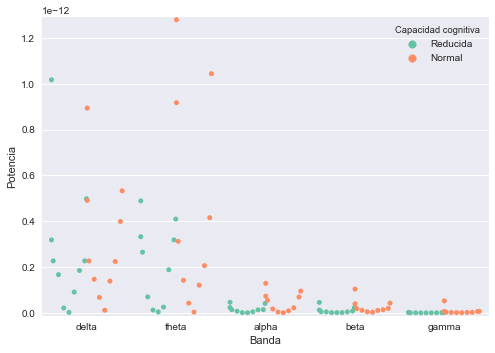 1e−12
Capacidad cognitiva
Reducida
Normal
1.2
1.0
0.8
0.6
0.4
0.2
0.0
Potencia
delta
theta
alpha
beta
gamma
Banda